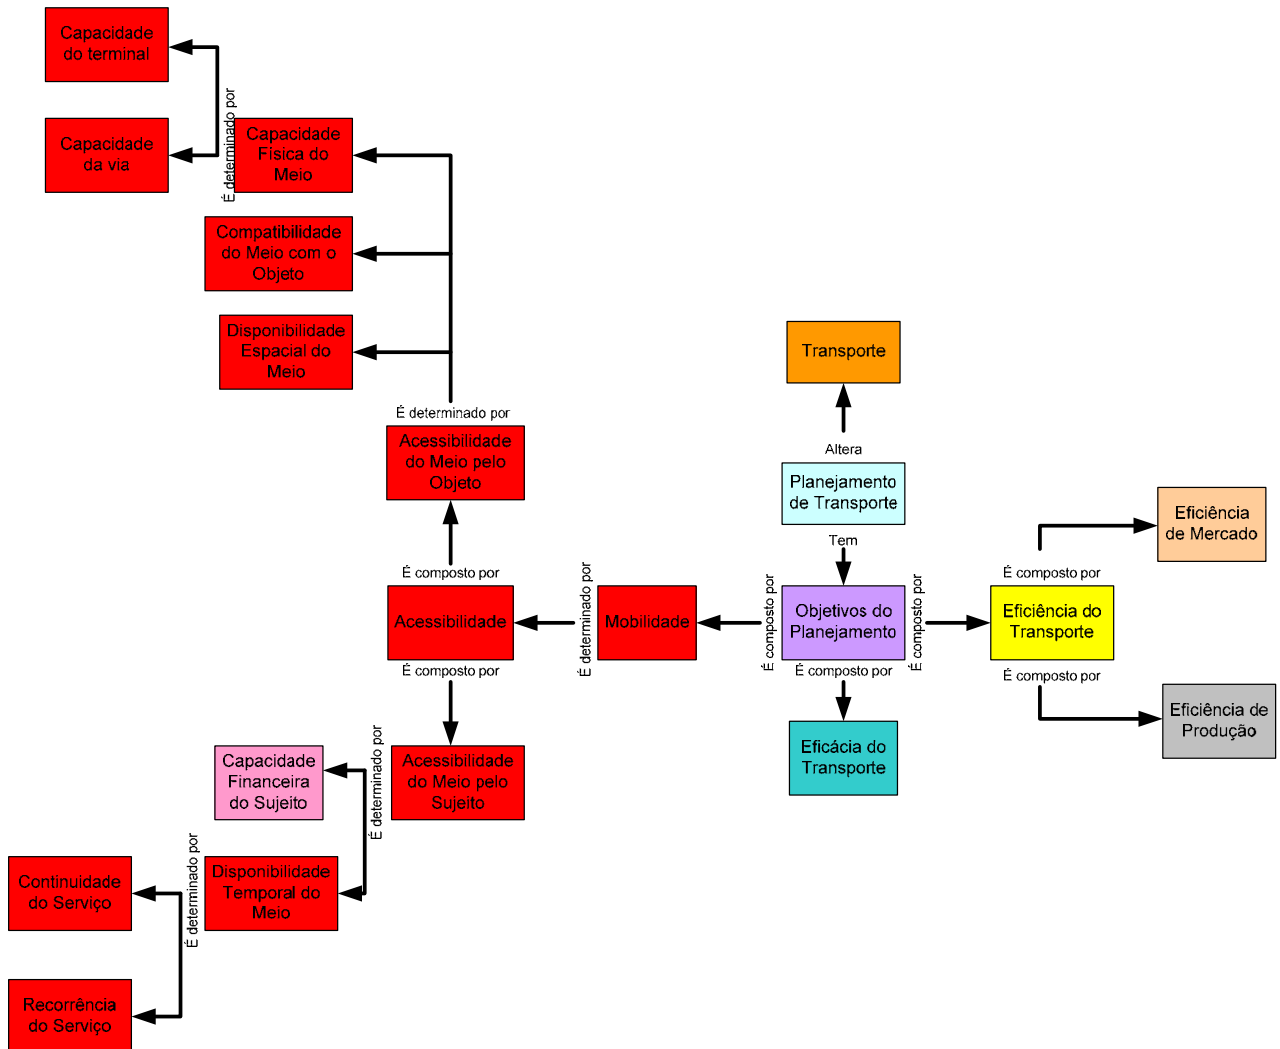 Capacidade
do terminal
Capacidade
da via
É determinado por
Capacidade
Física do
Meio
Compatibilidade
do Meio com o
Objeto
Disponibilidade
Espacial do
Meio
É determinado por
Acessibilidade
do Meio pelo
Objeto
É composto por
Acessibilidade
É composto por
Acessibilidade
do Meio pelo
Sujeito
É determinado por
Capacidade
Financeira
do Sujeito
Disponibilidade
Temporal do
Meio
É determinado por
Continuidade
do Serviço
Recorrência
do Serviço
É determinado por
Mobilidade
É composto por
Transporte
Altera
Planejamento
de Transporte
Tem
Objetivos do
Planejamento
É composto por
Eficácia do
Transporte
É composto por
Eficiência do
Transporte
É composto por
Eficiência
de Mercado
É composto por
Eficiência de
Produção